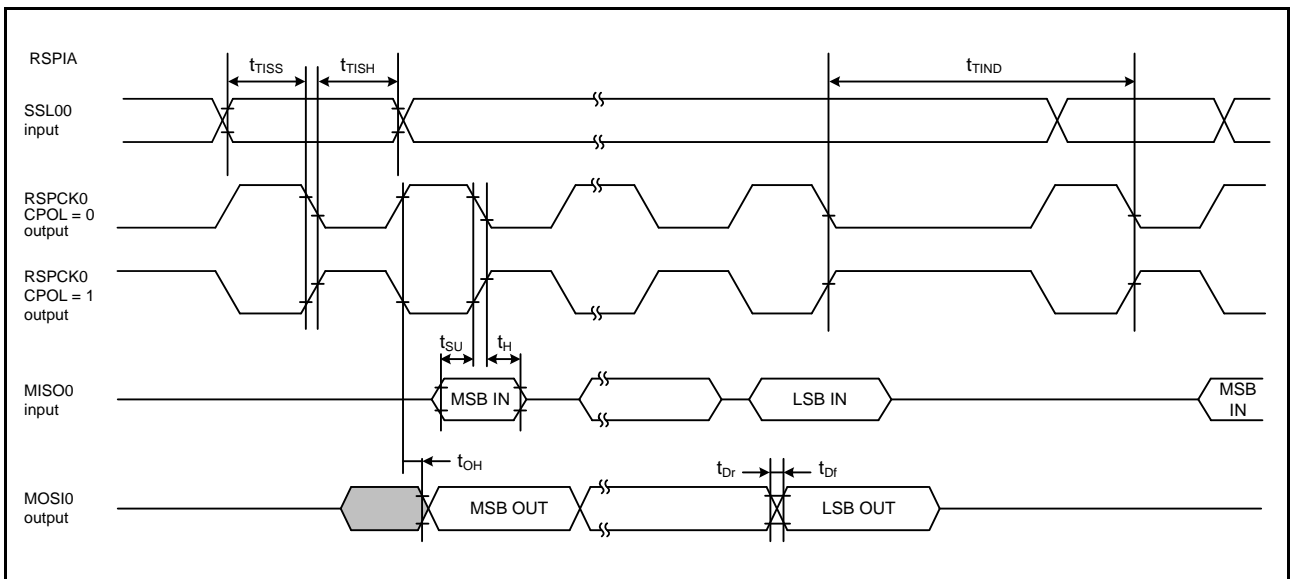 RSPIA
tTISS
tTISH
tTIND
SSL00
input
RSPCK0
CPOL = 0
output
RSPCK0
CPOL = 1
output
tSU
tH
MISO0
input
MSB IN
LSB IN
MSB
IN
tOH
tDr
tDf
MOSI0
output
MSB OUT
LSB OUT